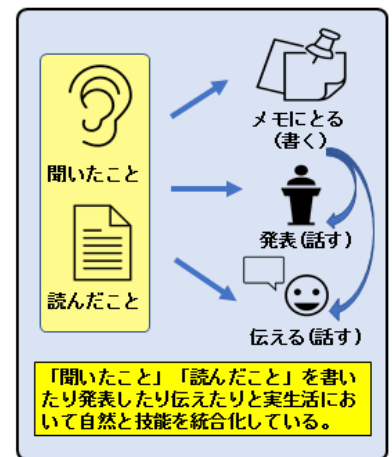 聞いたこと
読んだこと
メモにとる
(書く)
発表(話す)
伝える(話す)
「聞いたこと」「読んだこと」を書い
たり発表したり伝えたりと実生活にお
いて自然と技能を統合化している。